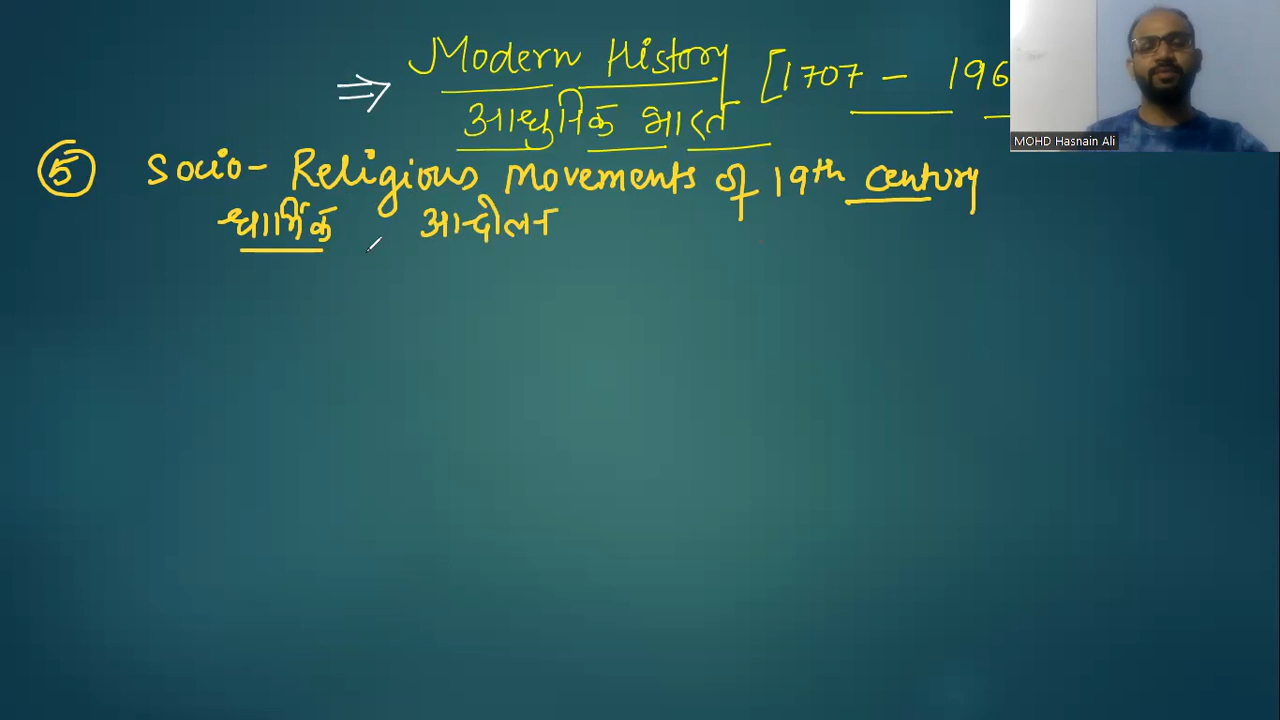 ⇒ Modern History [1707 - 196
आधुनिक भारत
MOHD Hasnain Ali
⑤ Socio-Religious Movements of 19th century
धार्मिक आन्दोलन